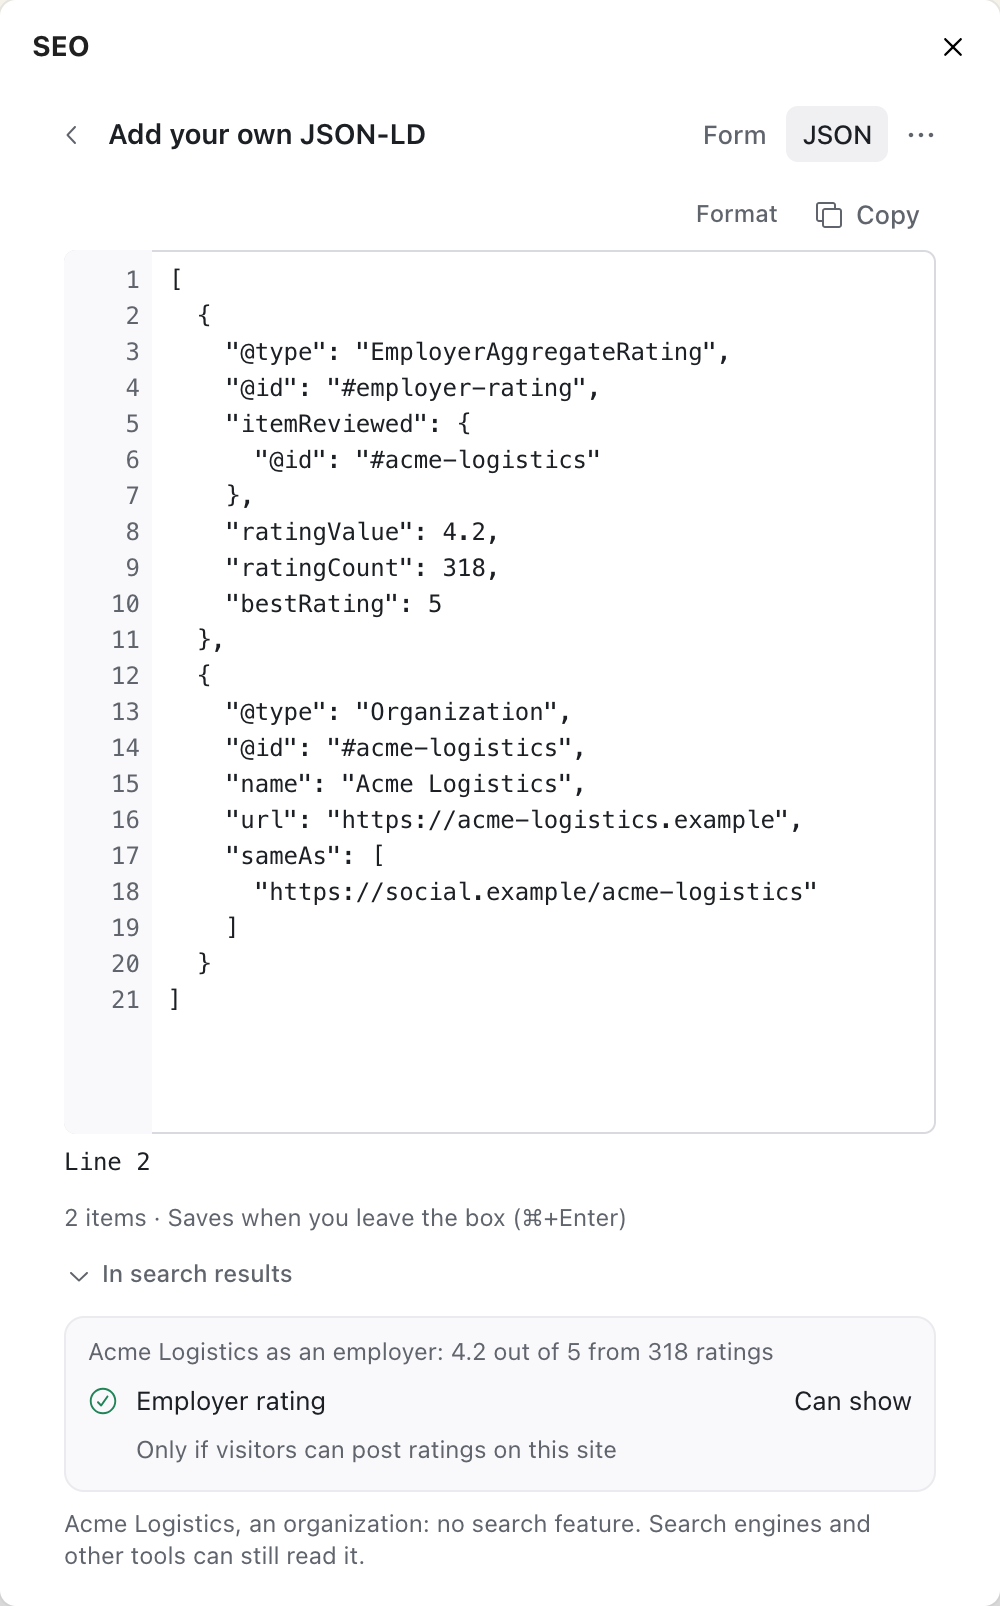 SEO
Add your own JSON-LD
Form
JSON
Format
Copy
1 [
2 {
3 "@type": "EmployerAggregateRating",
4 "@id": "#employer-rating",
5 "itemReviewed": {
6 "@id": "#acme-logistics"
7 },
8 "ratingValue": 4.2,
9 "ratingCount": 318,
10 "bestRating": 5
11 },
12 {
13 "@type": "Organization",
14 "@id": "#acme-logistics",
15 "name": "Acme Logistics",
16 "url": "https://acme-logistics.example",
17 "sameAs": [
18 "https://social.example/acme-logistics"
19 ]
20 }
21 ]
Line 2
2 items · Saves when you leave the box (⌘+Enter)
In search results
Acme Logistics as an employer: 4.2 out of 5 from 318 ratings
Employer rating
Can show
Only if visitors can post ratings on this site
Acme Logistics, an organization: no search feature. Search engines and
other tools can still read it.